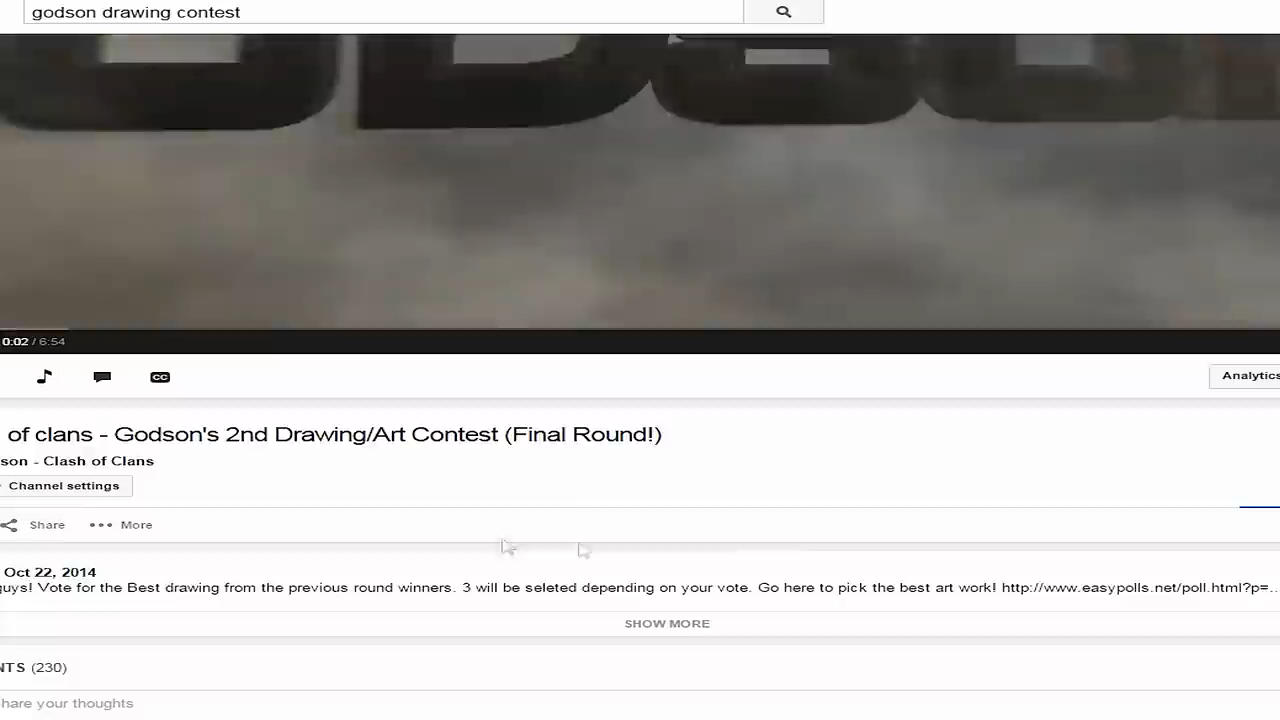 godson drawing contest
0:02 / 6:54
CC
Analytics
of clans - Godson's 2nd Drawing/Art Contest (Final Round!)
son - Clash of Clans
Channel settings
Share ••• More
Oct 22, 2014
guys! Vote for the Best drawing from the previous round winners. 3 will be seleted depending on your vote. Go here to pick the best art work! http://www.easypolls.net/poll.html?p=...
SHOW MORE
NTS (230)
hare your thoughts